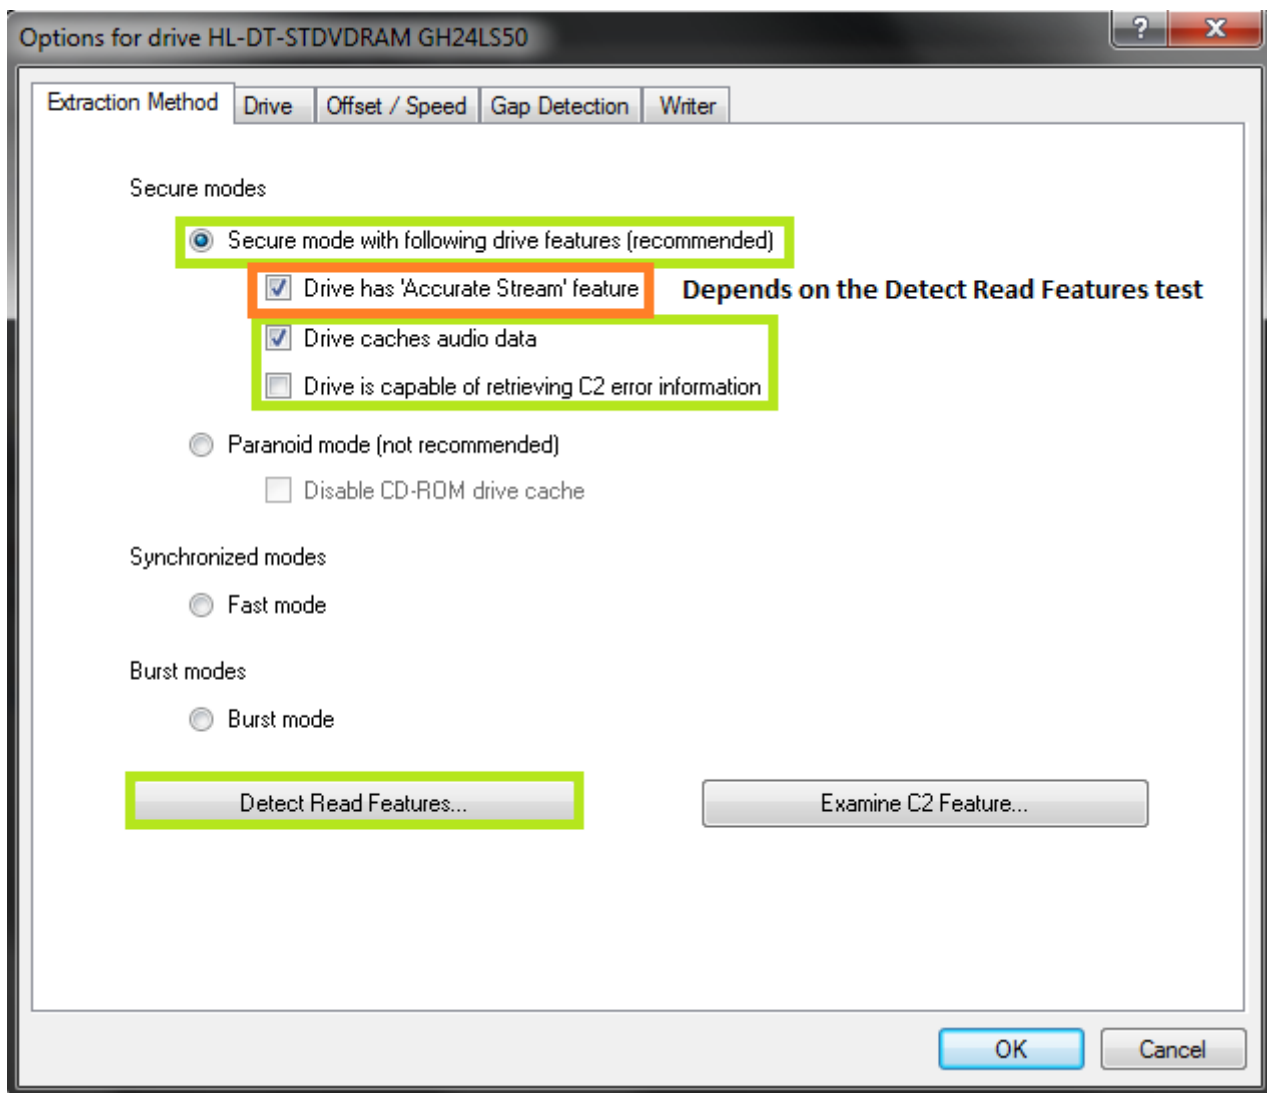 Options for drive HL-DT-STDVDRAM GH24LS50
?
X
Extraction Method
Drive
Offset / Speed
Gap Detection
Writer
Secure modes
Secure mode with following drive features (recommended)
Drive has 'Accurate Stream' feature
Depends on the Detect Read Features test
Drive caches audio data
Drive is capable of retrieving C2 error information
Paranoid mode (not recommended)
Disable CD-ROM drive cache
Synchronized modes
Fast mode
Burst modes
Burst mode
Detect Read Features...
Examine C2 Feature...
OK
Cancel